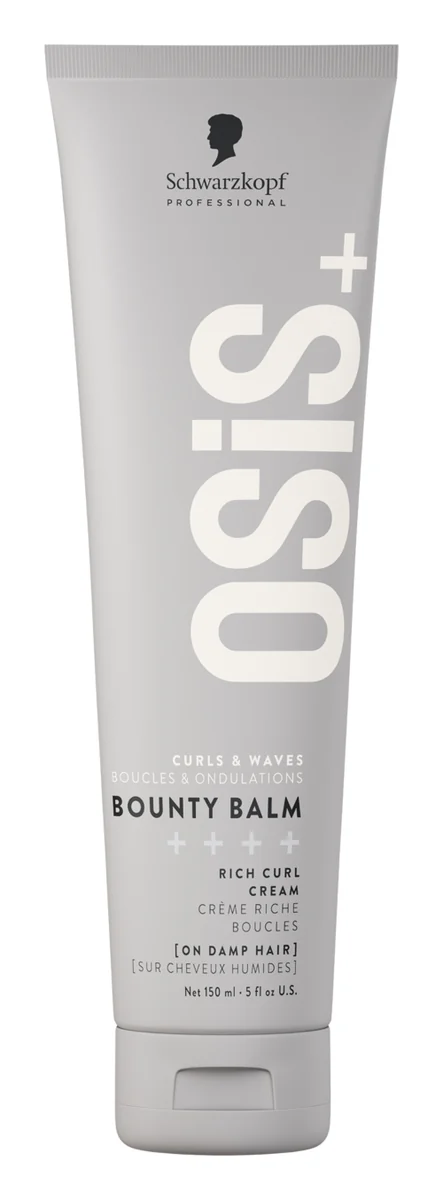 Schwarzkopf
PROFESSIONAL
OSiS+
CURLS & WAVES
BOUCLES & ONDULATIONS
BOUNTY BALM
++++
RICH CURL
CREAM
CRÈME RICHE
BOUCLES
[ON DAMP HAIR]
[SUR CHEVEUX HUMIDES]
Net 150 ml · 5 fl oz U.S.